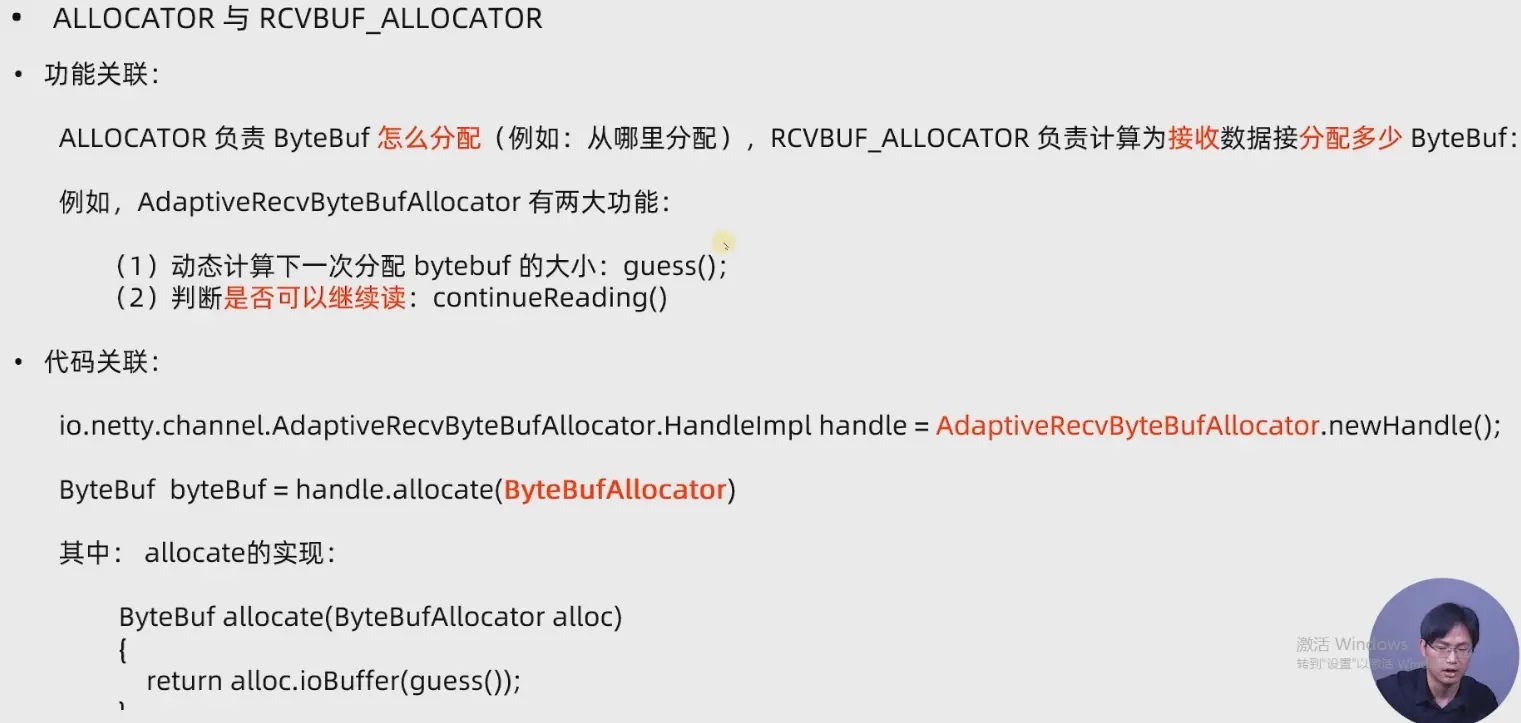 • ALLOCATOR 与 RCVBUF_ALLOCATOR
• 功能关联：
ALLOCATOR 负责 ByteBuf 怎么分配（例如：从哪里分配），RCVBUF_ALLOCATOR 负责计算为接收数据接分配多少 ByteBuf：
例如，AdaptiveRecvByteBufAllocator 有两大功能：
（1）动态计算下一次分配 bytebuf 的大小：guess()；
（2）判断是否可以继续读：continueReading()
• 代码关联：
io.netty.channel.AdaptiveRecvByteBufAllocator.HandleImpl handle = AdaptiveRecvByteBufAllocator.newHandle();
ByteBuf byteBuf = handle.allocate(ByteBufAllocator)
其中： allocate的实现：
ByteBuf allocate(ByteBufAllocator alloc)
{
return alloc.ioBuffer(guess());
激活 Windows
转到"设置"以激活